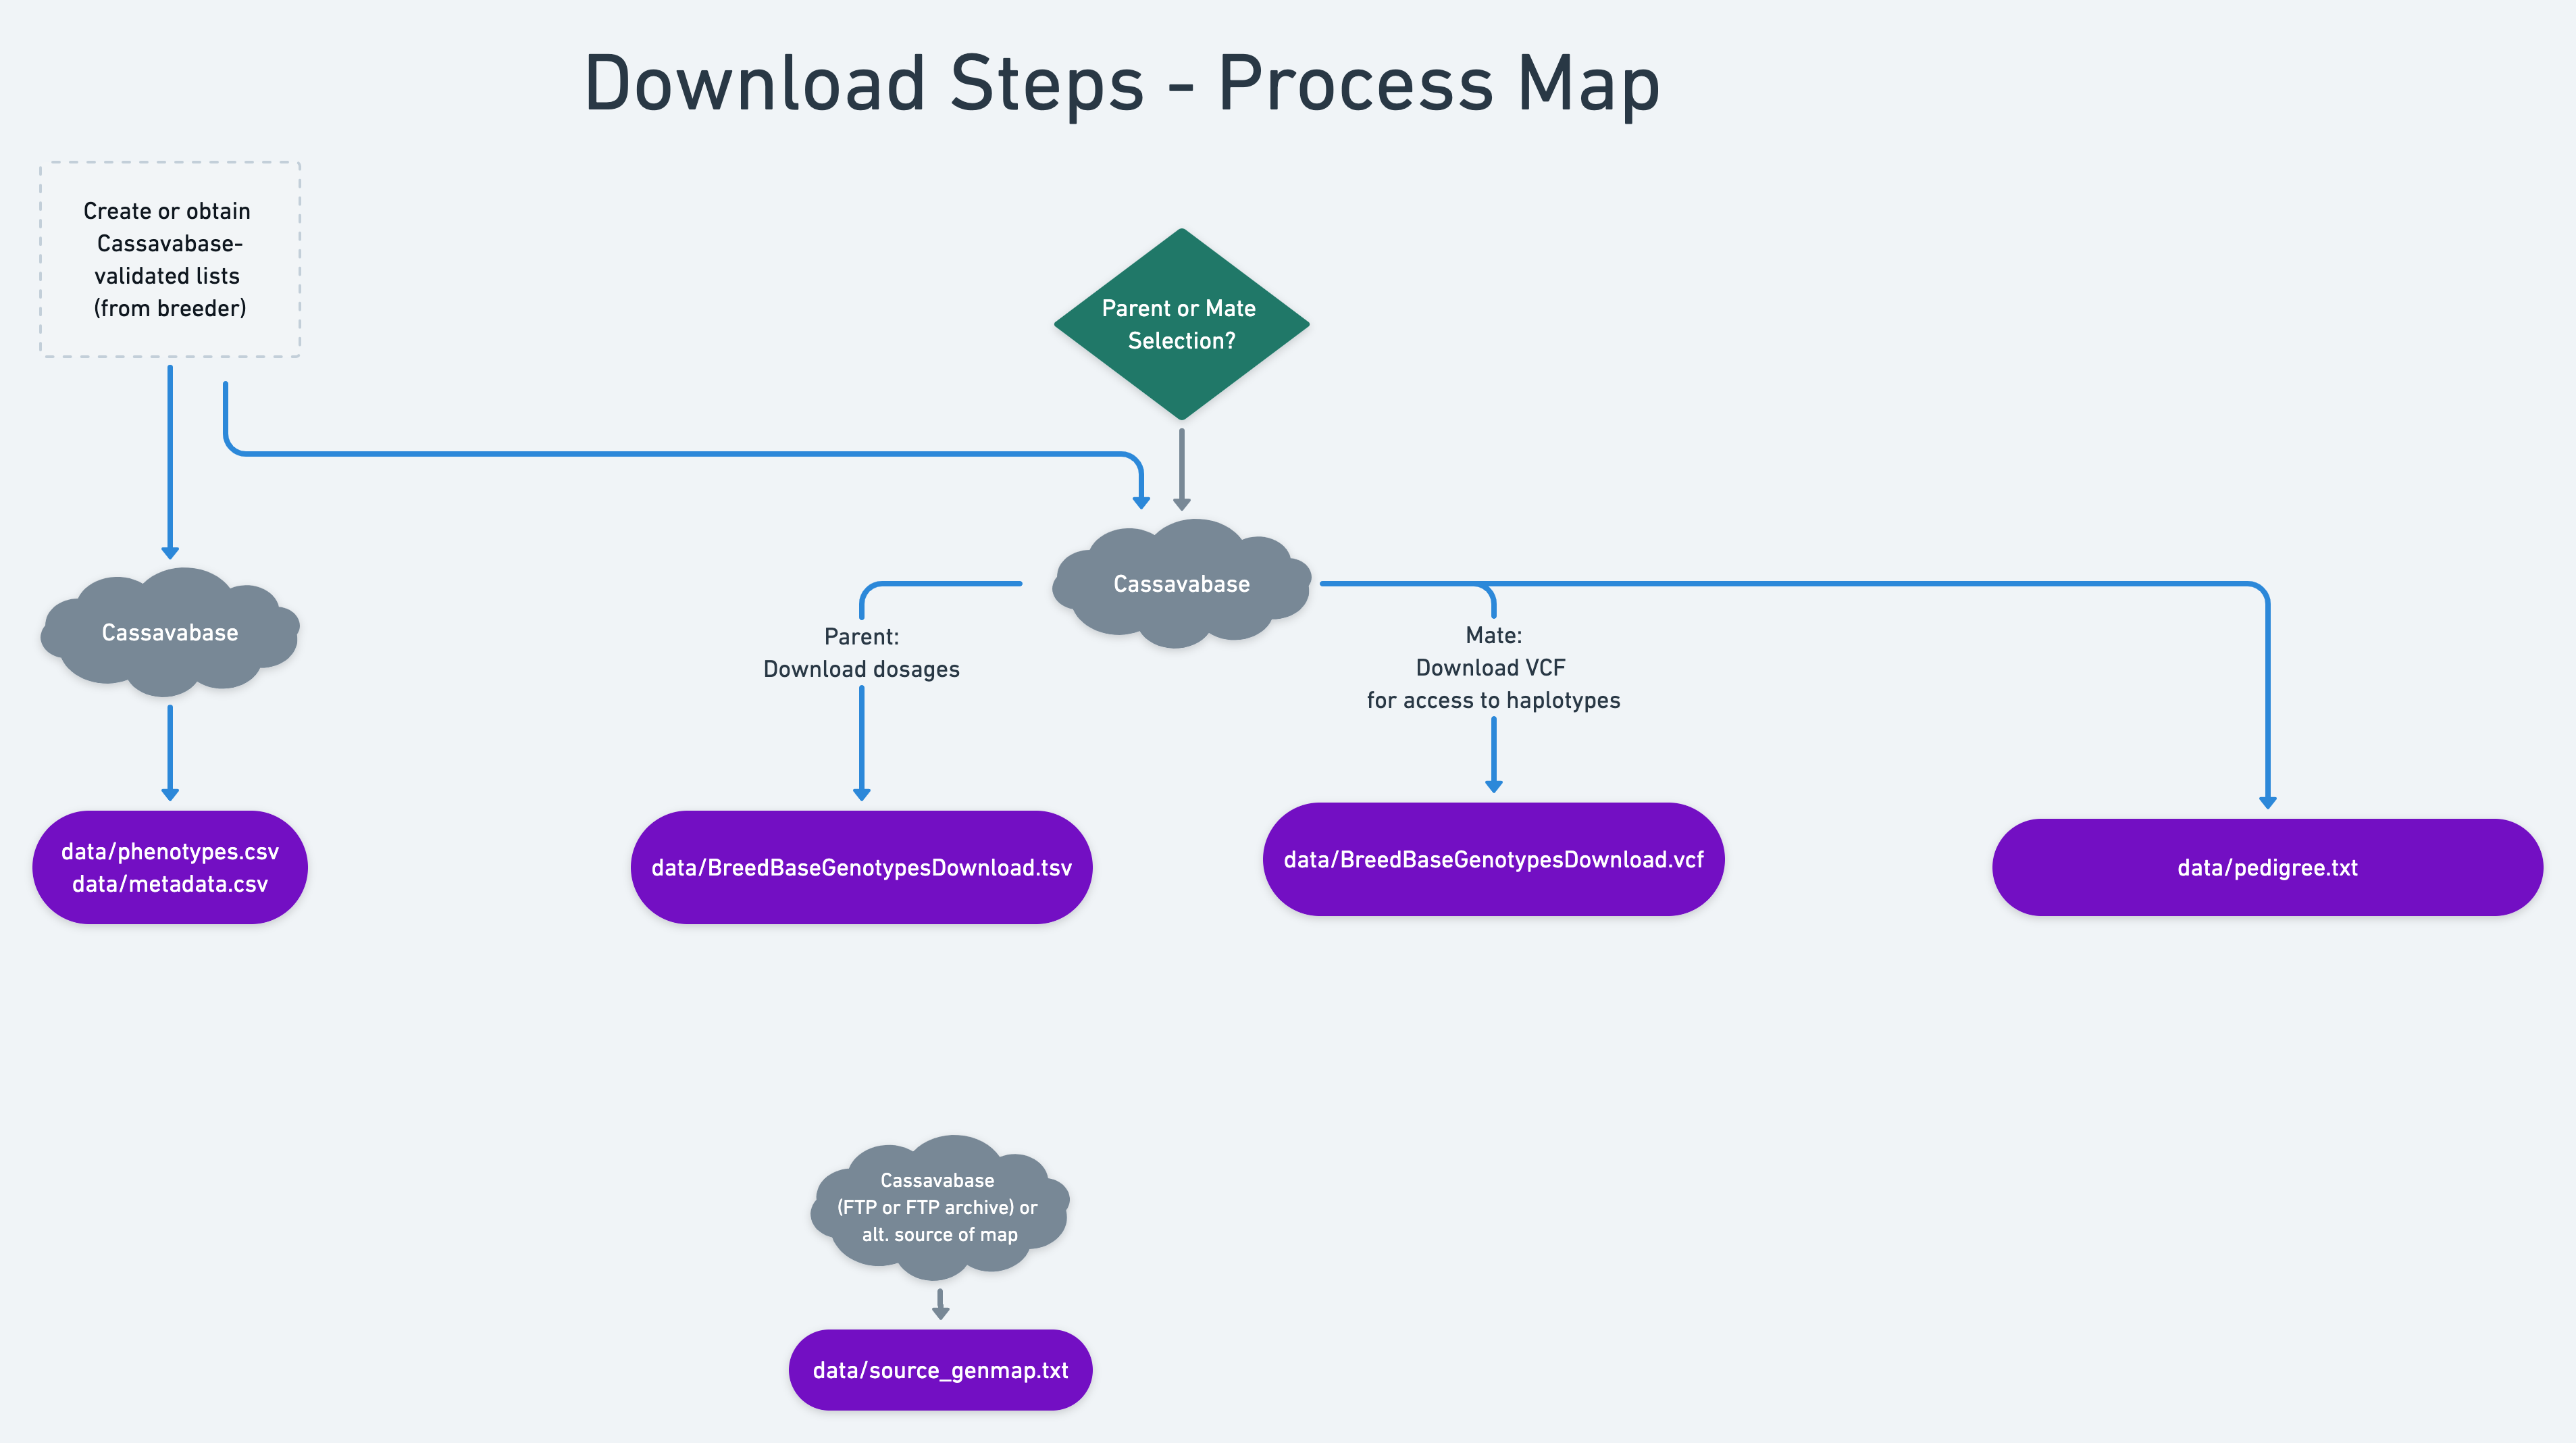 Download Steps - Process Map
Create or obtain
Cassavabase-
validated lists
(from breeder)
Parent or Mate
Selection?
Cassavabase
Cassavabase
Parent:
Download dosages
Mate:
Download VCF
for access to haplotypes
data/phenotypes.csv
data/metadata.csv
data/BreedBaseGenotypesDownload.tsv
data/BreedBaseGenotypesDownload.vcf
data/pedigree.txt
Cassavabase
(FTP or FTP archive) or
alt. source of map
data/source_genmap.txt